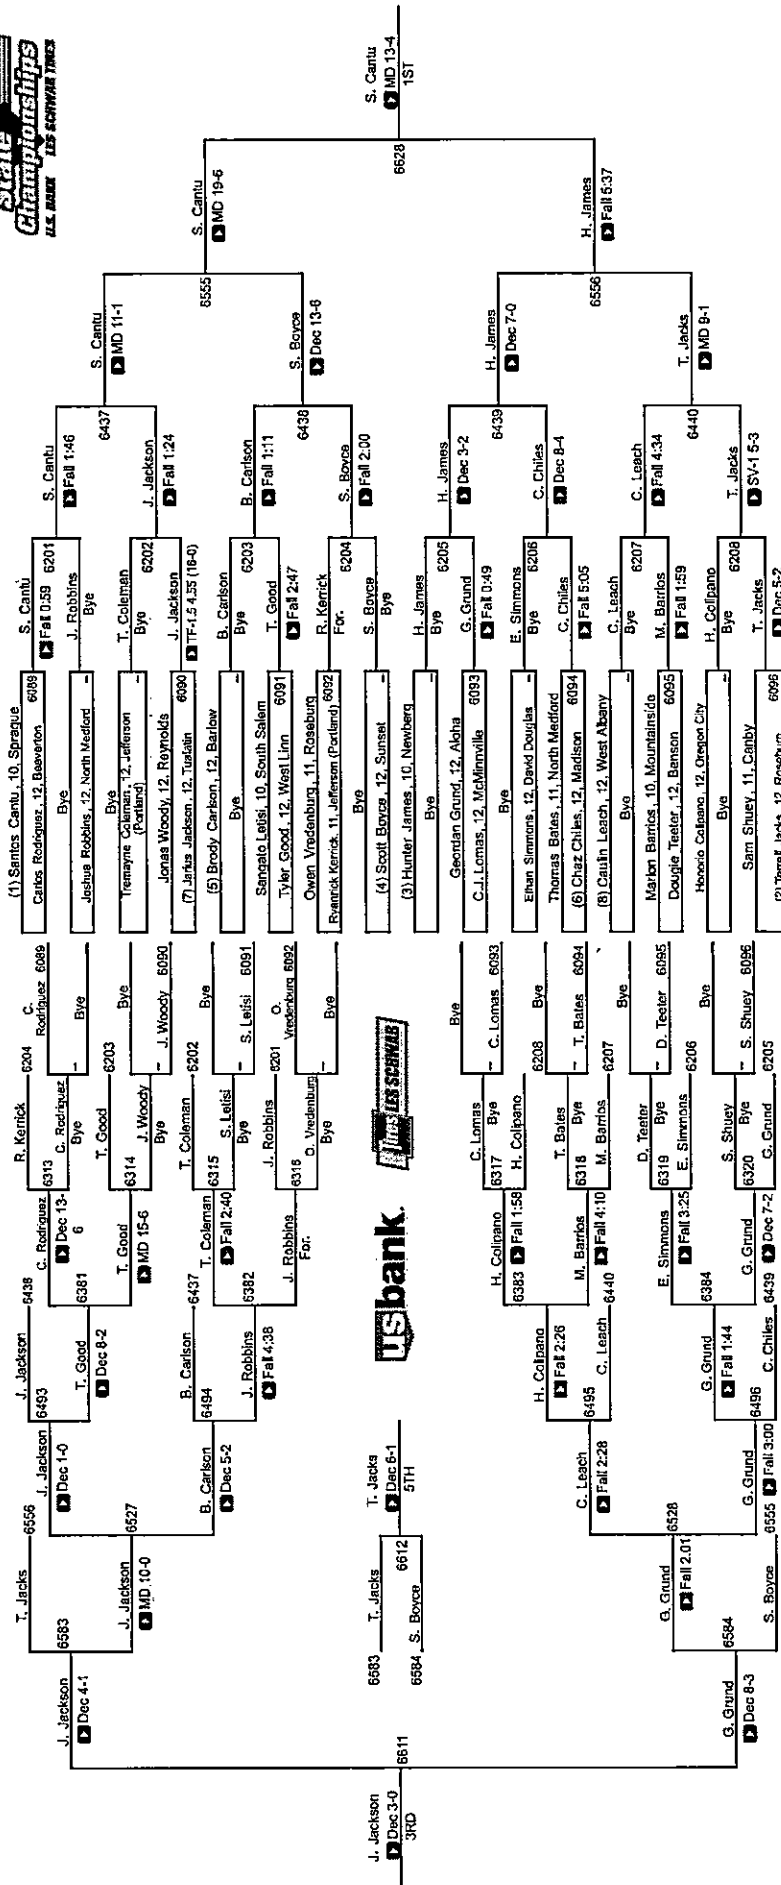 State
Championships
U.S. BANK LES SCHWAB TIRES
(1) Santos Cantu, 10, Sprague
Carlos Rodriguez, 12, Beaverton
6089
Bye
Joshua Robbins, 12, North Medford
Bye
Tremayne Coleman, 12, Jefferson
(Portland)
Jonas Woody, 12, Reynolds
6090
(7) Jarius Jackson, 12, Tualatin
(5) Brody Carlson, 12, Barlow
Bye
Sangato Letisi, 10, South Salem
6091
Tyler Good, 12, West Linn
Owen Vredenburg, 11, Roseburg
6092
Ryanrick Kerrick, 11, Jefferson (Portland)
Bye
(4) Scott Boyce, 12, Sunset
(3) Hunter James, 10, Newberg
Bye
Geordan Grund, 12, Aloha
6093
C.J. Lomas, 12, McMinnville
Bye
Ethan Simmons, 12, David Douglas
Thomas Bates, 11, North Medford
6094
(6) Chaz Chiles, 12, Madison
(8) Caulin Leach, 12, West Albany
Bye
Marlon Barrios, 10, Mountainside
6095
Dougie Teeter, 12, Benson
Bye
Honorio Colipano, 12, Oregon City
Sam Shuey, 11, Canby
6096
(2) Terrell Jacks, 12, Roseburg
S. Cantu
Fall 0:59
6201
J. Robbins
Bye
T. Coleman
Bye
6202
J. Jackson
TF-1.5 4:55 (16-0)
B. Carlson
Bye
6203
T. Good
Fall 2:47
R. Kerrick
For.
6204
S. Boyce
Bye
H. James
Bye
6205
G. Grund
Fall 0:49
E. Simmons
Bye
6206
C. Chiles
Fall 5:05
C. Leach
Bye
6207
M. Barrios
Fall 1:59
H. Colipano
Bye
6208
T. Jacks
Dec 5-2
S. Cantu
Fall 1:46
6437
J. Jackson
Fall 1:24
B. Carlson
Fall 1:11
6438
S. Boyce
Fall 2:00
H. James
Dec 3-2
6439
C. Chiles
Dec 8-4
C. Leach
Fall 4:34
6440
T. Jacks
SV-1 5-3
S. Cantu
MD 11-1
6555
S. Boyce
Dec 13-6
H. James
Dec 7-0
6556
T. Jacks
MD 9-1
S. Cantu
MD 19-6
6628
H. James
Fall 5:37
S. Cantu
MD 13-4
1ST
C.
Rodriguez 6089
Bye
Bye
J. Woody 6090
Bye
S. Letisi 6091
O.
Vredenburg 6092
Bye
Bye
C. Lomas 6093
Bye
T. Bates 6094
Bye
D. Teeter 6095
Bye
S. Shuey 6096
R. Kerrick 6204
6313
C. Rodriguez
Bye
T. Good 6203
6314
J. Woody
Bye
T. Coleman 6202
6315
S. Letisi
Bye
J. Robbins 6201
6316
O. Vredenburg
Bye
C. Lomas
6317 Bye
H. Colipano 6208
T. Bates
6318 Bye
M. Barrios 6207
D. Teeter
6319 Bye
E. Simmons 6206
S. Shuey
6320 Bye
G. Grund 6205
C. Rodriguez
Dec 13-
6
6381
T. Good
MD 15-6
T. Coleman
Fall 2:40
6382
J. Robbins
For.
H. Colipano
Fall 1:58
6383
M. Barrios
Fall 4:10
E. Simmons
Fall 3:25
6384
G. Grund
Dec 7-2
J. Jackson 6438
6493
T. Good
Dec 8-2
B. Carlson 6437
6494
J. Robbins
Fall 4:38
H. Colipano
Fall 2:26
6495
C. Leach 6440
G. Grund
Fall 1:44
6496
C. Chiles 6439
J. Jackson
Dec 1-0
6527
B. Carlson
Dec 5-2
C. Leach
Fall 2:28
6528
G. Grund
Fall 3:00
T. Jacks 6556
6583
J. Jackson
MD 10-0
G. Grund
Fall 2:01
6584
S. Boyce 6555
J. Jackson
Dec 4-1
6611
G. Grund
Dec 8-3
J. Jackson
Dec 3-0
3RD
6583 T. Jacks
6612
6584 S. Boyce
T. Jacks
Dec 6-1
5TH
usbank.
LES SCHWAB